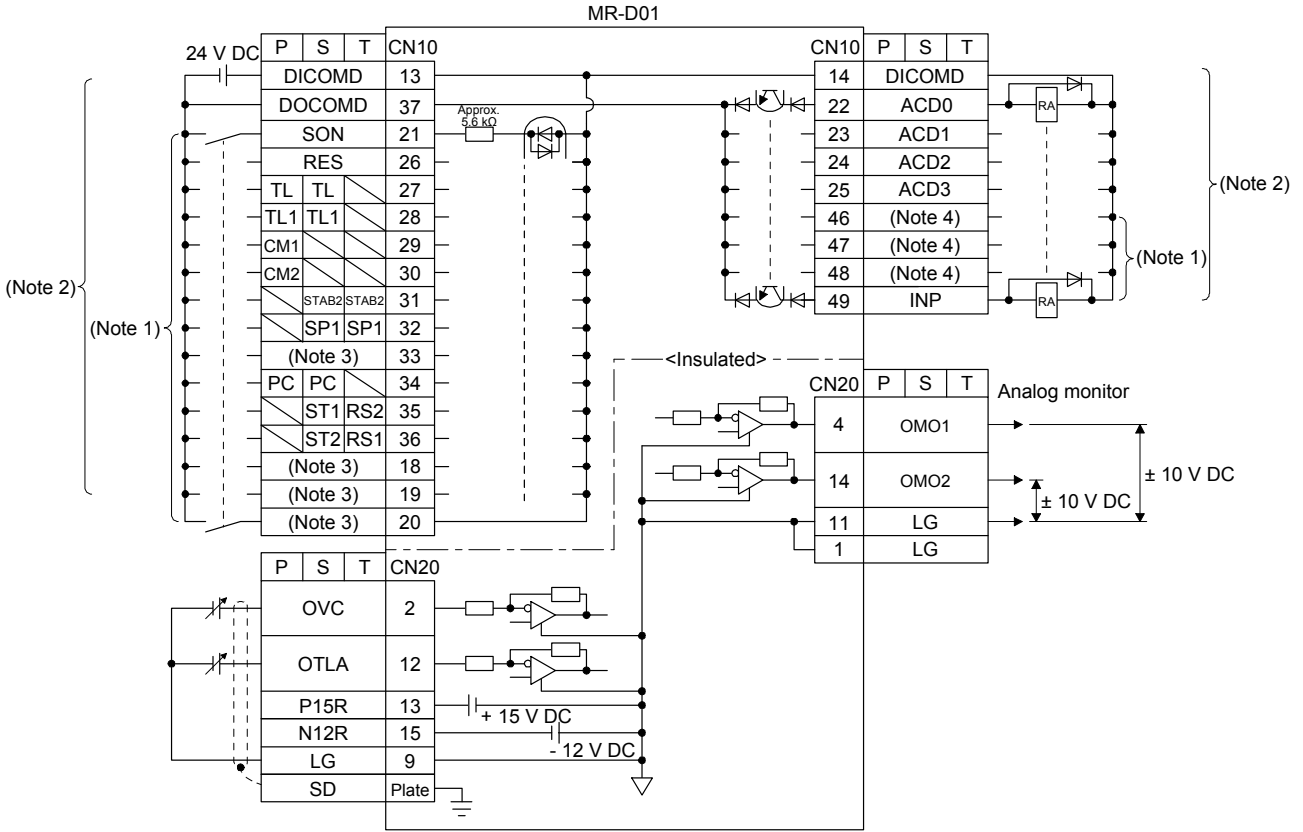 MR-D01
24 V DC
P S T CN10
DICOMD 13
DOCOMD 37
SON 21
RES 26
TL TL 27
TL1 TL1 28
CM1 29
CM2 30
STAB2 STAB2 31
SP1 SP1 32
(Note 3) 33
PC PC 34
ST1 RS2 35
ST2 RS1 36
(Note 3) 18
(Note 3) 19
(Note 3) 20
(Note 2)
(Note 1)
Approx.
5.6 kΩ
CN10 P S T
14 DICOMD
22 ACD0
23 ACD1
24 ACD2
25 ACD3
46 (Note 4)
47 (Note 4)
48 (Note 4)
49 INP
RA
RA
(Note 2)
(Note 1)
<Insulated>
CN20 P S T
Analog monitor
4 OMO1
14 OMO2
11 LG
1 LG
± 10 V DC
± 10 V DC
P S T CN20
OVC 2
OTLA 12
P15R 13
N12R 15
LG 9
SD Plate
+ 15 V DC
- 12 V DC